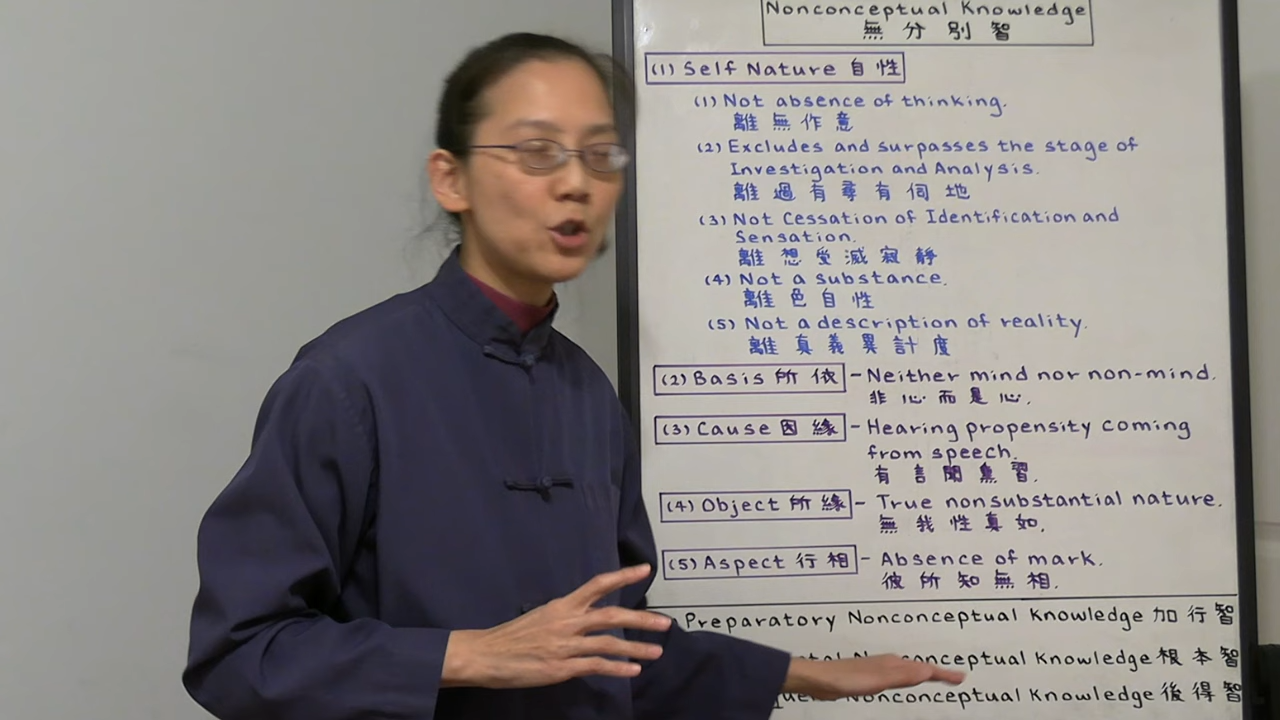 Nonconceptual Knowledge
無分別智
(1) Self Nature 自性
(1) Not absence of thinking.
離無作意
(2) Excludes and surpasses the stage of
Investigation and Analysis.
離過有尋有伺地
(3) Not Cessation of Identification and
Sensation.
離想受滅寂靜
(4) Not a substance.
離色自性
(5) Not a description of reality.
離真義異計度
(2) Basis 所依 - Neither mind nor non-mind.
非心而是心.
(3) Cause 因緣 - Hearing propensity coming
from speech.
有言聞熏習.
(4) Object 所緣 - True nonsubstantial nature.
無我性真如.
(5) Aspect 行相 - Absence of mark.
彼所知無相.
Preparatory Nonconceptual Knowledge 加行智
Knowledge 根本智
Nonconceptual Knowledge 後得智